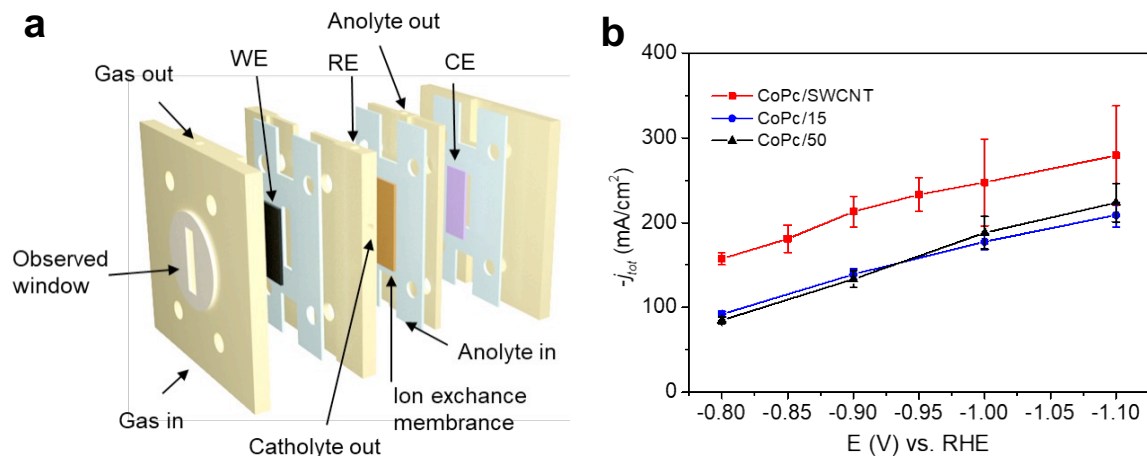 a
Anolyte out
Gas out
WE
RE
CE
Observed
window
Gas in
Catholyte out
Ion exchance
membrance
Anolyte in
b
400
300
200
100
0
-j_tot (mA/cm²)
CoPc/SWCNT
CoPc/15
CoPc/50
-0.80 -0.85 -0.90 -0.95 -1.00 -1.05 -1.10
E (V) vs. RHE